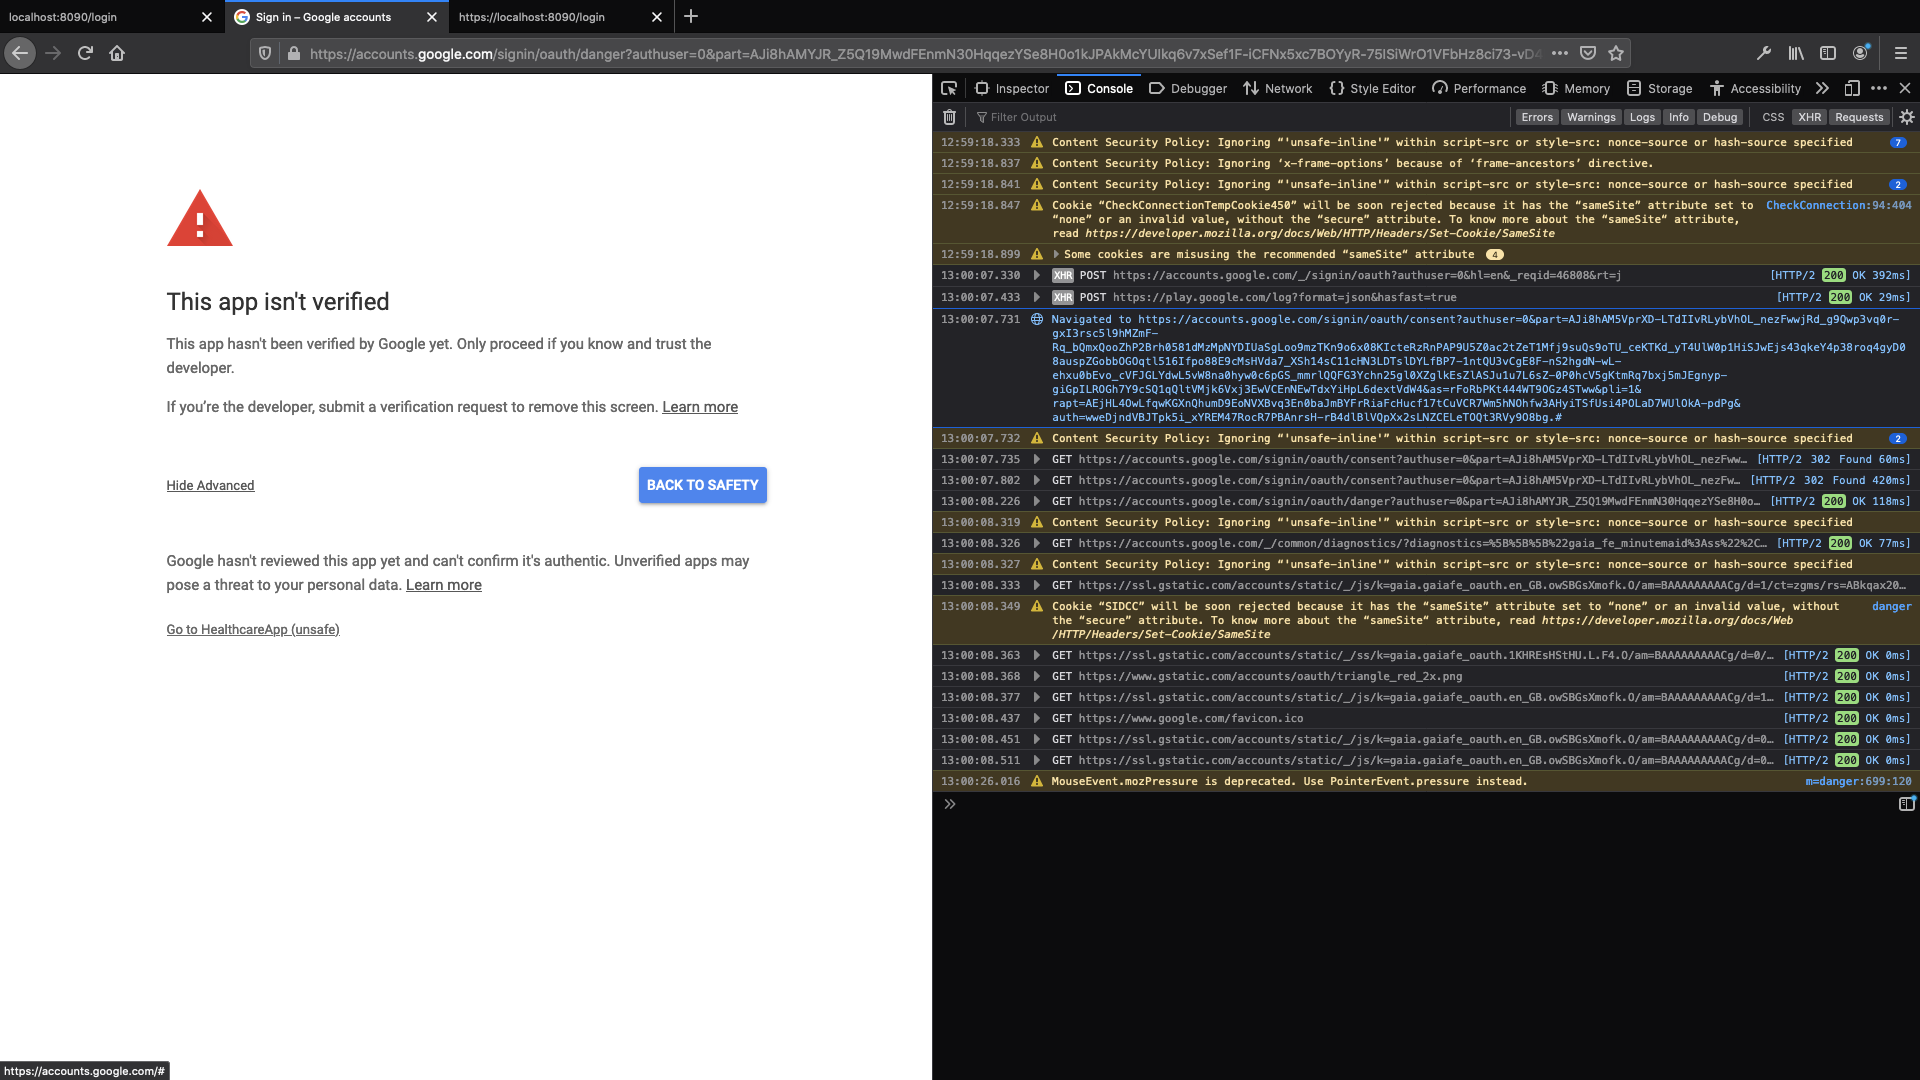 localhost:8090/login
Sign in – Google accounts
https://localhost:8090/login
https://accounts.google.com/signin/oauth/danger?authuser=0&part=AJi8hAMYJR_Z5Q19MwdFEnmN30HqqezYSe8H0o1kJPAkMcYUlkq6v7xSef1F-iCFNx5xc7BOYyR-75ISiWrO1VFbHz8ci73-vD4
This app isn't verified
This app hasn't been verified by Google yet. Only proceed if you know and trust the
developer.
If you’re the developer, submit a verification request to remove this screen. Learn more
Hide Advanced
BACK TO SAFETY
Google hasn't reviewed this app yet and can't confirm it's authentic. Unverified apps may
pose a threat to your personal data. Learn more
Go to HealthcareApp (unsafe)
https://accounts.google.com/#
Inspector Console Debugger Network Style Editor Performance Memory Storage Accessibility
Filter Output Errors Warnings Logs Info Debug CSS XHR Requests
12:59:18.333 Content Security Policy: Ignoring “'unsafe-inline'” within script-src or style-src: nonce-source or hash-source specified 7
12:59:18.837 Content Security Policy: Ignoring ‘x-frame-options’ because of ‘frame-ancestors’ directive.
12:59:18.841 Content Security Policy: Ignoring “'unsafe-inline'” within script-src or style-src: nonce-source or hash-source specified 2
12:59:18.847 Cookie “CheckConnectionTempCookie450” will be soon rejected because it has the “sameSite” attribute set to CheckConnection:94:404
“none” or an invalid value, without the “secure” attribute. To know more about the “sameSite“ attribute,
read https://developer.mozilla.org/docs/Web/HTTP/Headers/Set-Cookie/SameSite
12:59:18.899 Some cookies are misusing the recommended “sameSite“ attribute 4
13:00:07.330 XHR POST https://accounts.google.com/_/signin/oauth?authuser=0&hl=en&_reqid=46808&rt=j [HTTP/2 200 OK 392ms]
13:00:07.433 XHR POST https://play.google.com/log?format=json&hasfast=true [HTTP/2 200 OK 29ms]
13:00:07.731 Navigated to https://accounts.google.com/signin/oauth/consent?authuser=0&part=AJi8hAM5VprXD-LTdIIvRLybVhOL_nezFwwjRd_g9Qwp3vq0r-
gxI3rsc5l9hMZmF-
Rq_bQmxQooZhP2Brh0581dMzMpNYDIUaSgLoo9mzTKn9o6x08KIcteRzRnPAP9U5Z0ac2tZeT1Mfj9suQs9oTU_ceKTKd_yT4UlW0p1HiSJwEjs43qkeY4p38roq4gyD0
8auspZGobbOGOqtl516Ifpo88E9cMsHVda7_XSh14sC11cHN3LDTslDYLfBP7-1ntQU3vCgE8F-nS2hgdN-wL-
ehxu0bEvo_cVFJGLYdwL5vW8na0hyw0c6pGS_mmrlQQFG3Ychn25gl0XZglkEsZlASJu1u7L6sZ-0P0hcV5gKtmRq7bxj5mJEgnyp-
giGpILROGh7Y9cSQ1qQltVMjk6Vxj3EwVCEnNEwTdxYiHpL6dextVdW4&as=rFoRbPKt444WT9OGz4STww&pli=1&
rapt=AEjHL4OwLfqwKGXnQhumD9EoNVXBvq3En0baJmBYFrRiaFcHucf17tCuVCR7Wm5hNOhfw3AHyiTSfUsi4POLaD7WUlOkA-pdPg&
auth=wweDjndVBJTpk5i_xYREM47RocR7PBAnrsH-rB4dlBlVQpXx2sLNZCELeTOQt3RVy9O8bg.#
13:00:07.732 Content Security Policy: Ignoring “'unsafe-inline'” within script-src or style-src: nonce-source or hash-source specified 2
13:00:07.735 GET https://accounts.google.com/signin/oauth/consent?authuser=0&part=AJi8hAM5VprXD-LTdIIvRLybVhOL_nezFww… [HTTP/2 302 Found 60ms]
13:00:07.802 GET https://accounts.google.com/signin/oauth/consent?authuser=0&part=AJi8hAM5VprXD-LTdIIvRLybVhOL_nezFw… [HTTP/2 302 Found 420ms]
13:00:08.226 GET https://accounts.google.com/signin/oauth/danger?authuser=0&part=AJi8hAMYJR_Z5Q19MwdFEnmN30HqqezYSe8H0o… [HTTP/2 200 OK 118ms]
13:00:08.319 Content Security Policy: Ignoring “'unsafe-inline'” within script-src or style-src: nonce-source or hash-source specified
13:00:08.326 GET https://accounts.google.com/_/common/diagnostics/?diagnostics=%5B%5B%5B%22gaia_fe_minutemaid%3Ass%22%2C… [HTTP/2 200 OK 77ms]
13:00:08.327 Content Security Policy: Ignoring “'unsafe-inline'” within script-src or style-src: nonce-source or hash-source specified
13:00:08.333 GET https://ssl.gstatic.com/accounts/static/_/js/k=gaia.gaiafe_oauth.en_GB.owSBGsXmofk.O/am=BAAAAAAAAACg/d=1/ct=zgms/rs=ABkqax20…
13:00:08.349 Cookie “SIDCC” will be soon rejected because it has the “sameSite” attribute set to “none” or an invalid value, without danger
the “secure” attribute. To know more about the “sameSite“ attribute, read https://developer.mozilla.org/docs/Web
/HTTP/Headers/Set-Cookie/SameSite
13:00:08.363 GET https://ssl.gstatic.com/accounts/static/_/ss/k=gaia.gaiafe_oauth.1KHREsHStHU.L.F4.O/am=BAAAAAAAAACg/d=0/… [HTTP/2 200 OK 0ms]
13:00:08.368 GET https://www.gstatic.com/accounts/oauth/triangle_red_2x.png [HTTP/2 200 OK 0ms]
13:00:08.377 GET https://ssl.gstatic.com/accounts/static/_/js/k=gaia.gaiafe_oauth.en_GB.owSBGsXmofk.O/am=BAAAAAAAAACg/d=1… [HTTP/2 200 OK 0ms]
13:00:08.437 GET https://www.google.com/favicon.ico [HTTP/2 200 OK 0ms]
13:00:08.451 GET https://ssl.gstatic.com/accounts/static/_/js/k=gaia.gaiafe_oauth.en_GB.owSBGsXmofk.O/am=BAAAAAAAAACg/d=0… [HTTP/2 200 OK 0ms]
13:00:08.511 GET https://ssl.gstatic.com/accounts/static/_/js/k=gaia.gaiafe_oauth.en_GB.owSBGsXmofk.O/am=BAAAAAAAAACg/d=0… [HTTP/2 200 OK 0ms]
13:00:26.016 MouseEvent.mozPressure is deprecated. Use PointerEvent.pressure instead. m=danger:699:120